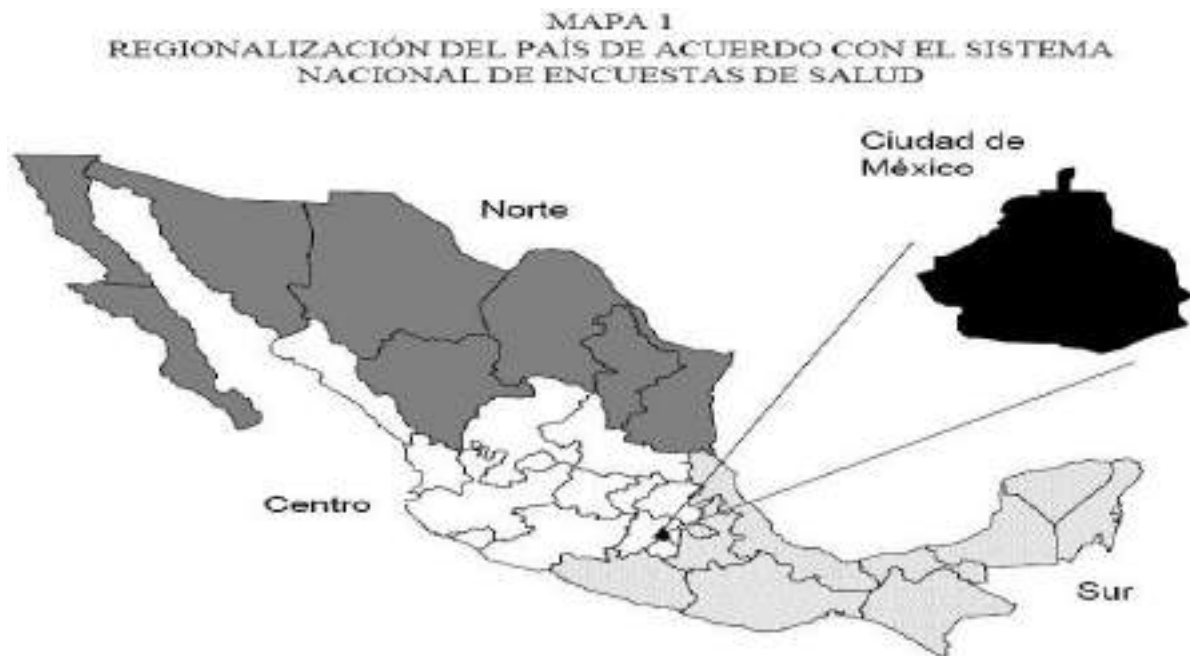 MAPA 1
REGIONALIZACIÓN DEL PAÍS DE ACUERDO CON EL SISTEMA
NACIONAL DE ENCUESTAS DE SALUD
Ciudad de
México
Norte
Centro
Sur